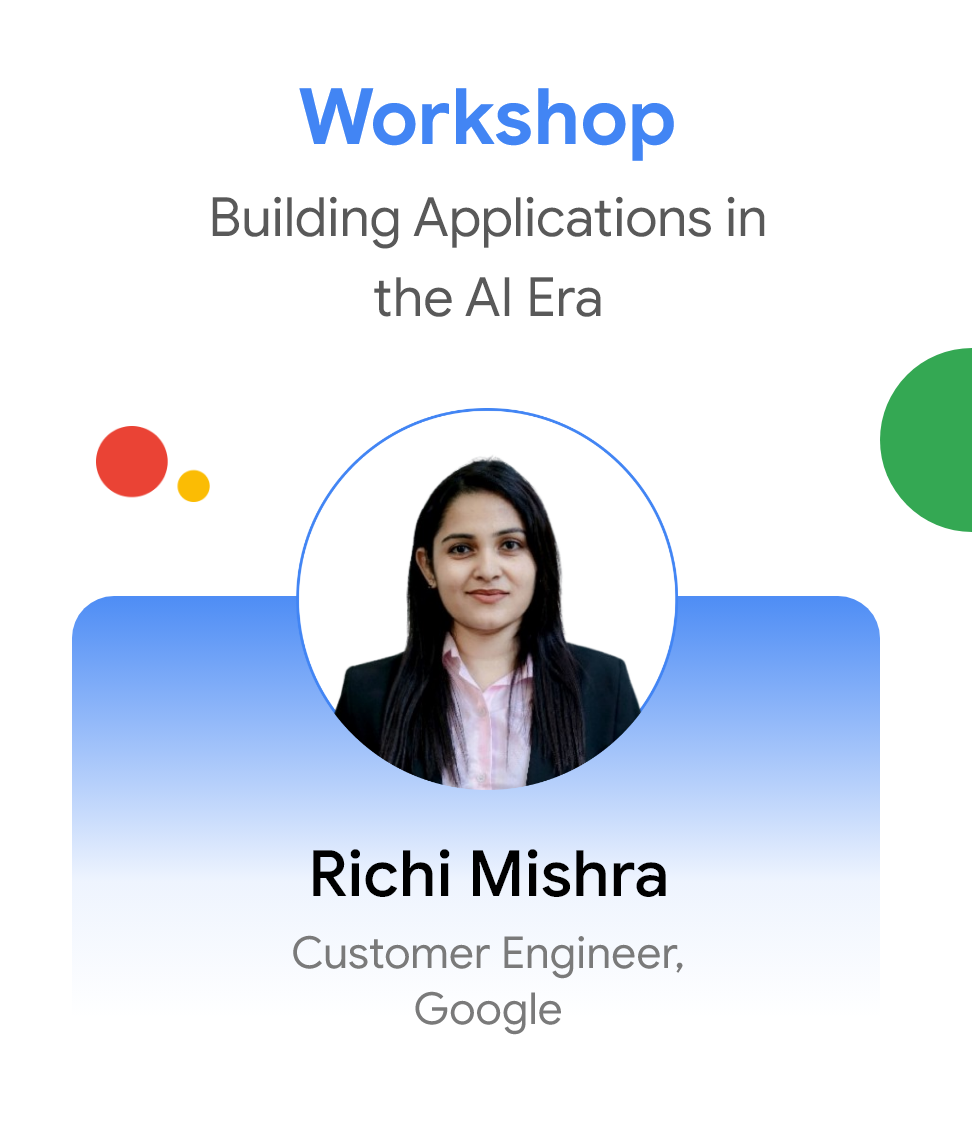 Workshop
Building Applications in
the AI Era
Richi Mishra
Customer Engineer,
Google